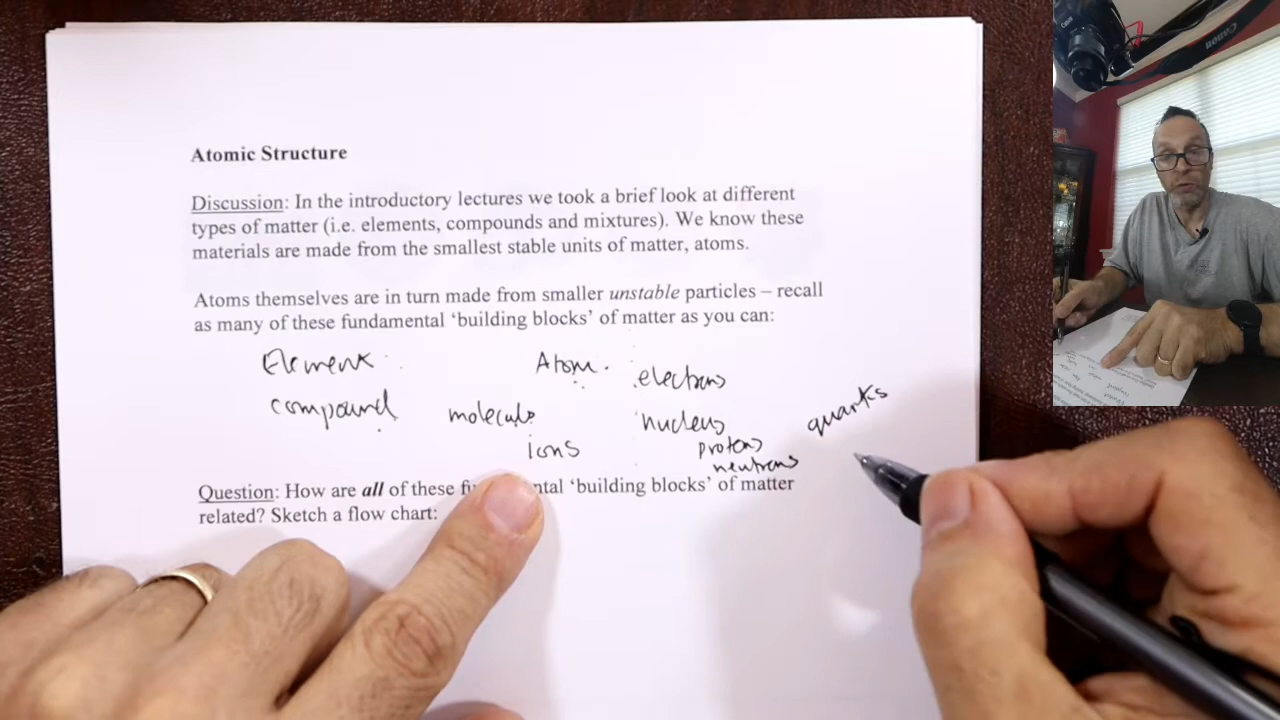 Atomic Structure
Discussion: In the introductory lectures we took a brief look at different
types of matter (i.e. elements, compounds and mixtures). We know these
materials are made from the smallest stable units of matter, atoms.
Atoms themselves are in turn made from smaller unstable particles – recall
as many of these fundamental ‘building blocks’ of matter as you can:
Element Atom. electrons
compound molecule nucleus quarks
ions protons
neutrons
Question: How are all of these fu ntal ‘building blocks’ of matter
related? Sketch a flow chart:
Canon